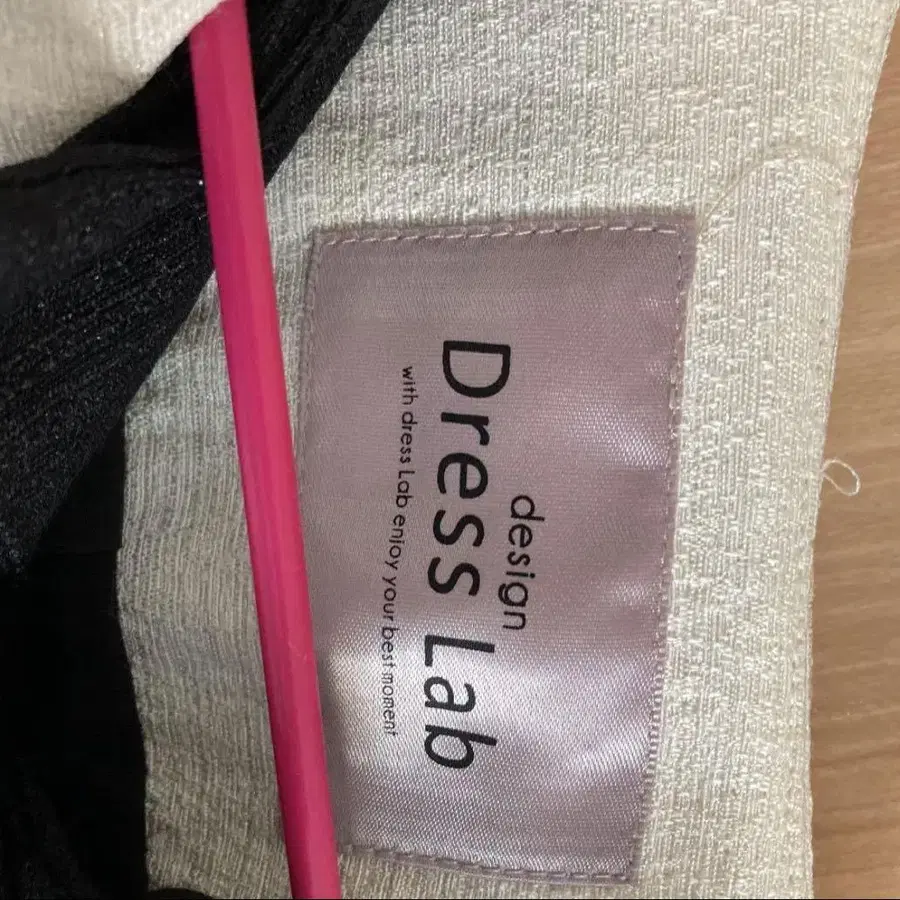 design
Dress Lab
with dress Lab enjoy your best moment